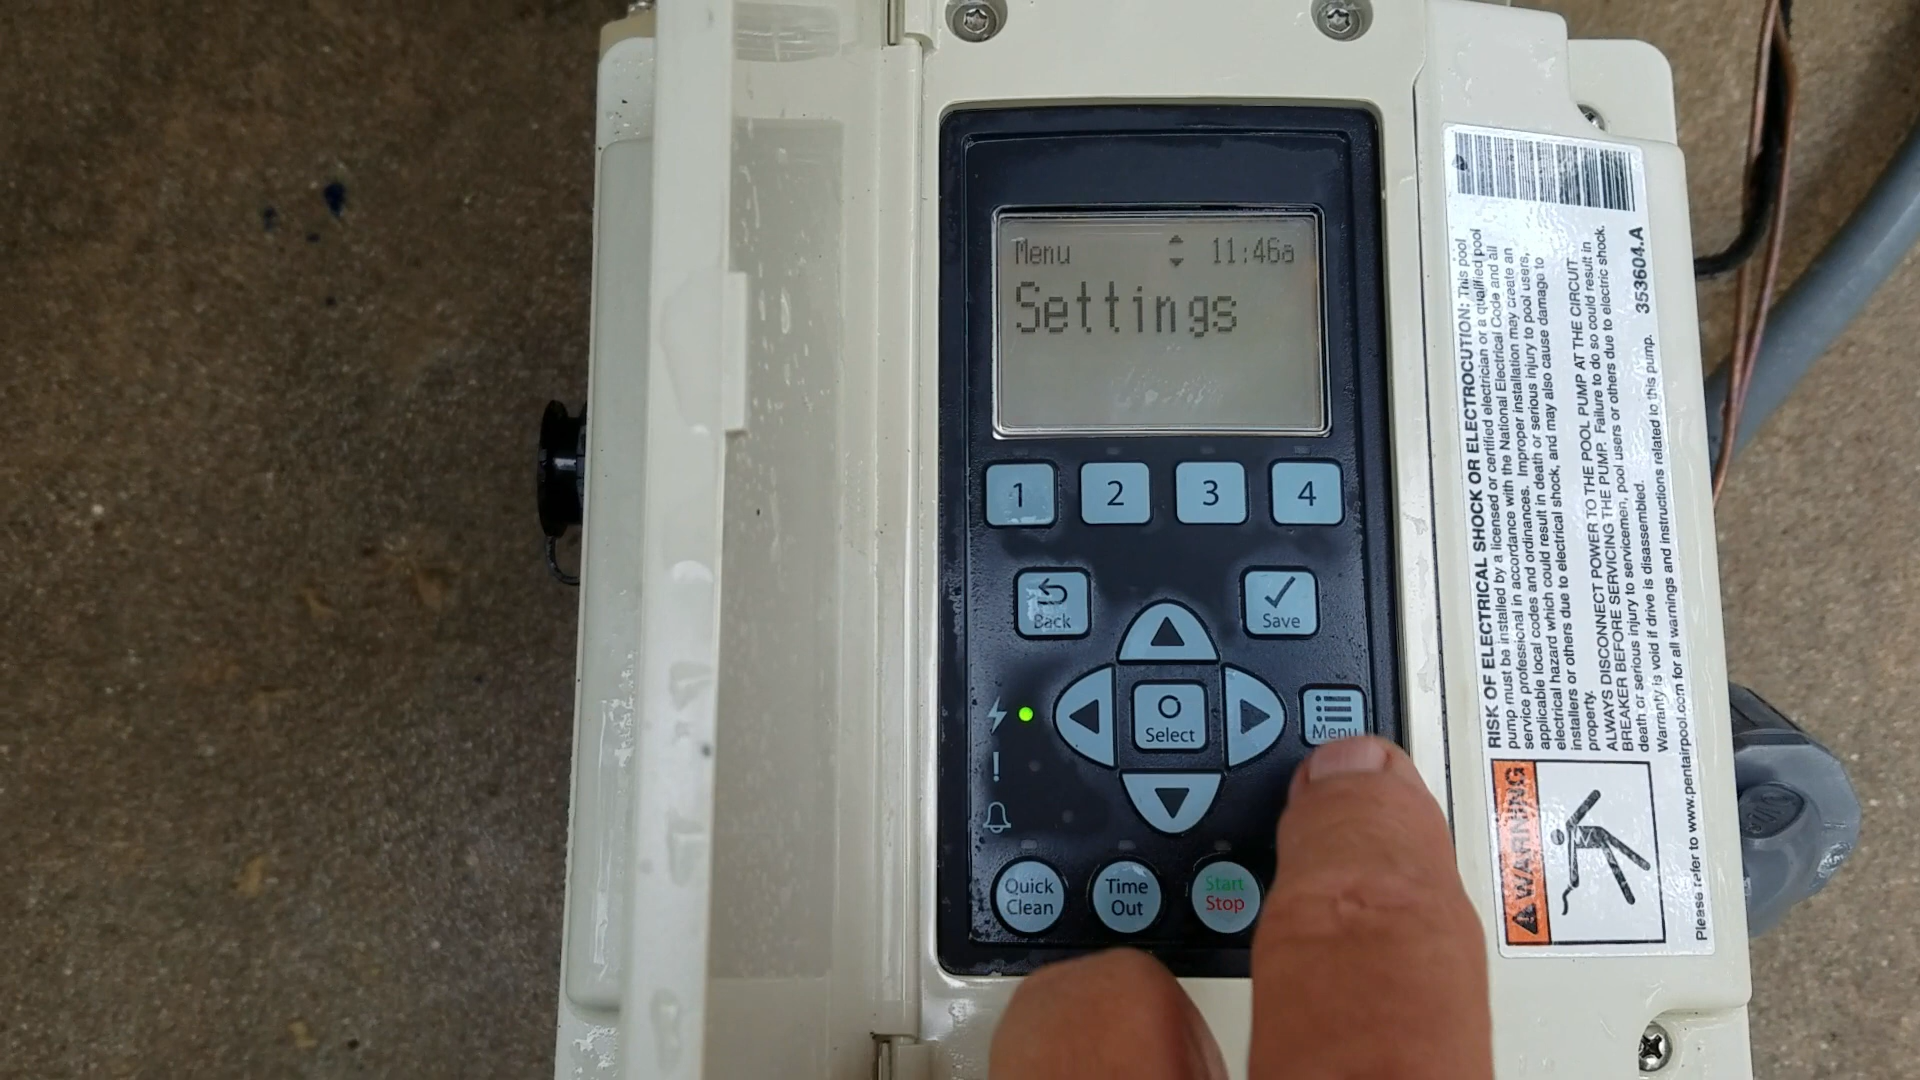 Menu 11:46a
Settings
1 2 3 4
Back
Save
Select
Menu
Quick
Clean
Time
Out
Start
Stop
RISK OF ELECTRICAL SHOCK OR ELECTROCUTION: This pool
pump must be installed by a licensed or certified electrician or a qualified pool
service professional in accordance with the National Electrical Code and all
applicable local codes and ordinances. Improper installation may create an
electrical hazard which could result in death or serious injury to pool users,
installers or others due to electrical shock, and may also cause damage to
property.
ALWAYS DISCONNECT POWER TO THE POOL PUMP AT THE CIRCUIT
BREAKER BEFORE SERVICING THE PUMP. Failure to do so could result in
death or serious injury to servicemen, pool users or others due to electric shock.
Warranty is void if drive is disassembled.
Please refer to www.pentairpool.com for all warnings and instructions related to this pump.
353604.A
WARNING